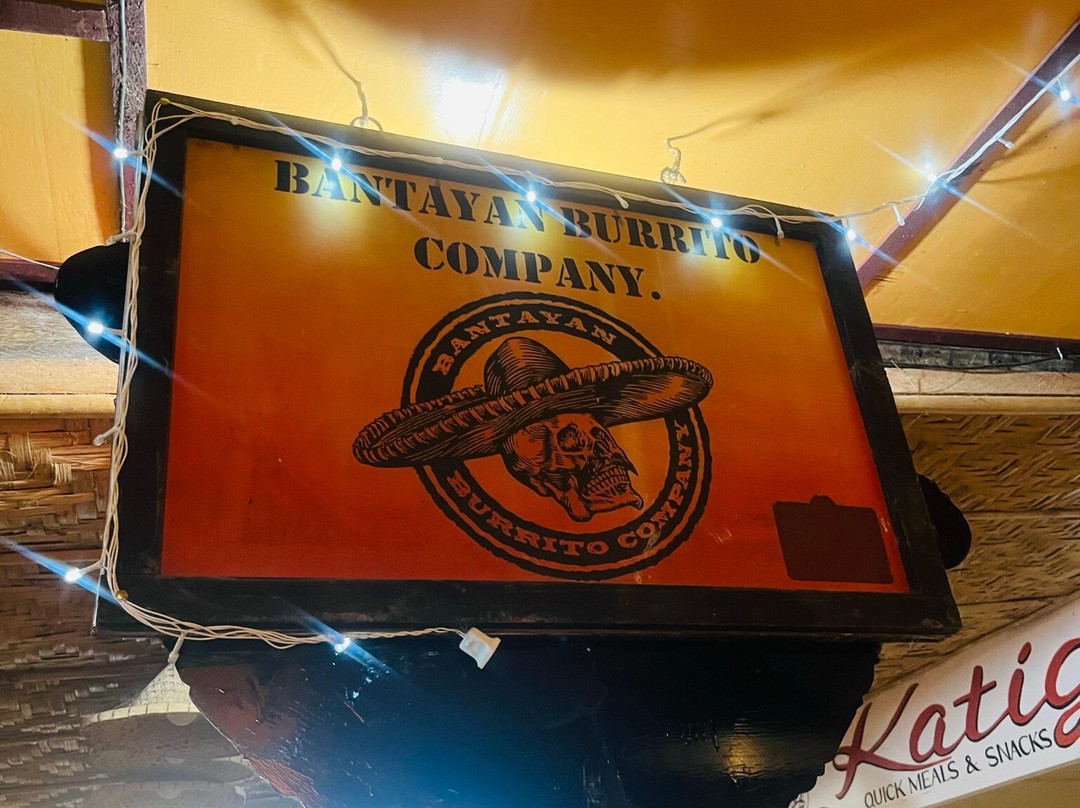 BANTAYAN BURRITO
COMPANY.
BANTAYAN
BURRITO COMPANY
Katig
QUICK MEALS & SNACKS